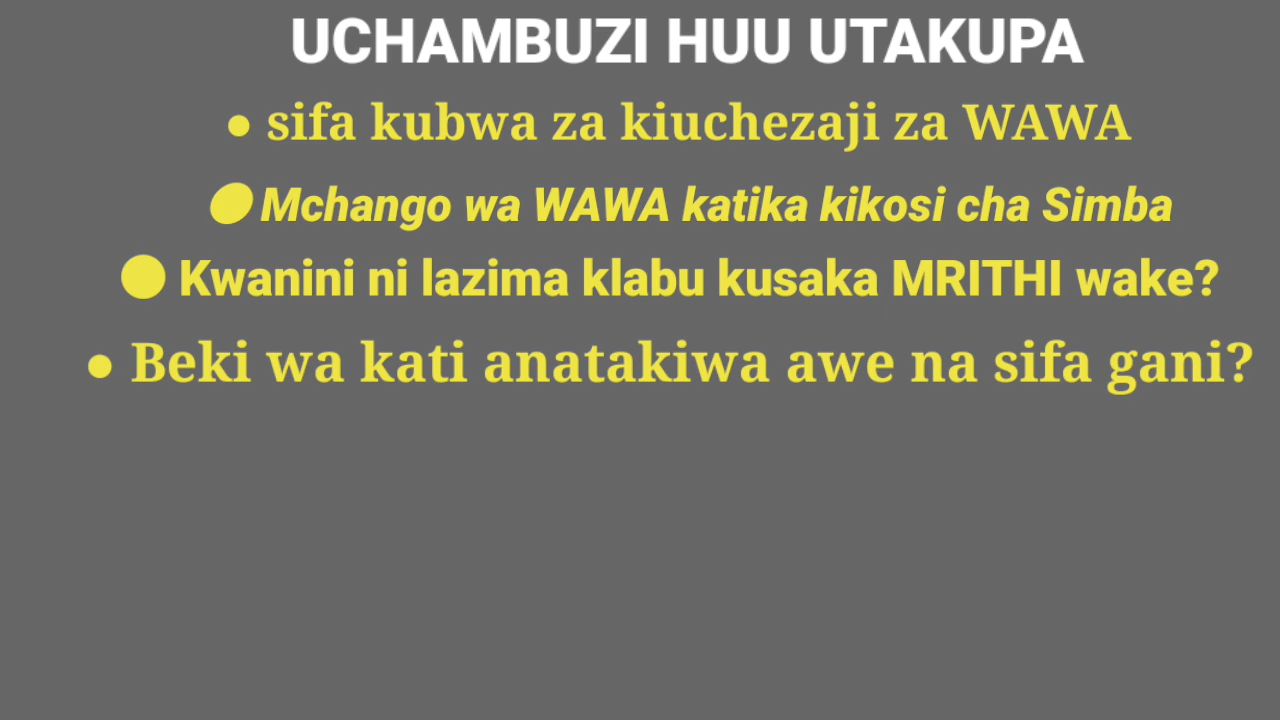 UCHAMBUZI HUU UTAKUPA
● sifa kubwa za kiuchezaji za WAWA
● Mchango wa WAWA katika kikosi cha Simba
● Kwanini ni lazima klabu kusaka MRITHI wake?
● Beki wa kati anatakiwa awe na sifa gani?